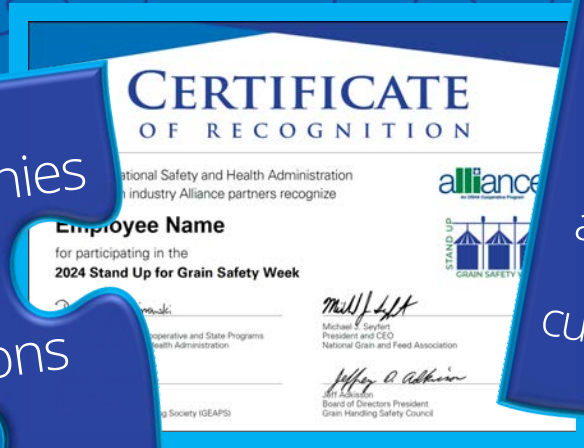 CERTIFICATE
OF RECOGNITION
ational Safety and Health Administration
industry Alliance partners recognize
Employee Name
for participating in the
2024 Stand Up for Grain Safety Week
alliance
An OSHA Cooperative Program
STAND UP
GRAIN SAFETY W
Michael J. Seyfert
President and CEO
National Grain and Feed Association
operative and State Programs
ealth Administration
Jeff Adkisson
Board of Directors President
Grain Handling Safety Council
ng Society (GEAPS)
nies
ons
a
cu